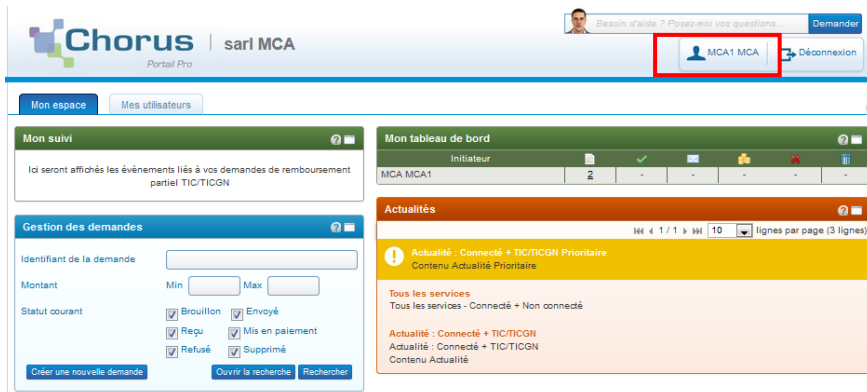 Chorus
Portail Pro
sarl MCA
Besoin d'aide ? Posez-moi vos questions...
Demander
MCA1 MCA
Déconnexion
Mon espace
Mes utilisateurs
Mon suivi
Ici seront affichés les évènements liés à vos demandes de remboursement
partiel TIC/TICGN
Mon tableau de bord
Initiateur
MCA MCA1 2 - - - - -
Gestion des demandes
Identifiant de la demande
Montant Min Max
Statut courant Brouillon Envoyé
Reçu Mis en paiement
Refusé Supprimé
Créer une nouvelle demande Ouvrir la recherche Rechercher
Actualités
1 / 1 10 lignes par page (3 lignes)
Actualité : Connecté + TIC/TICGN Prioritaire
Contenu Actualité Prioritaire
Tous les services
Tous les services - Connecté + Non connecté
Actualité : Connecté + TIC/TICGN
Actualité : Connecté + TIC/TICGN
Contenu Actualité